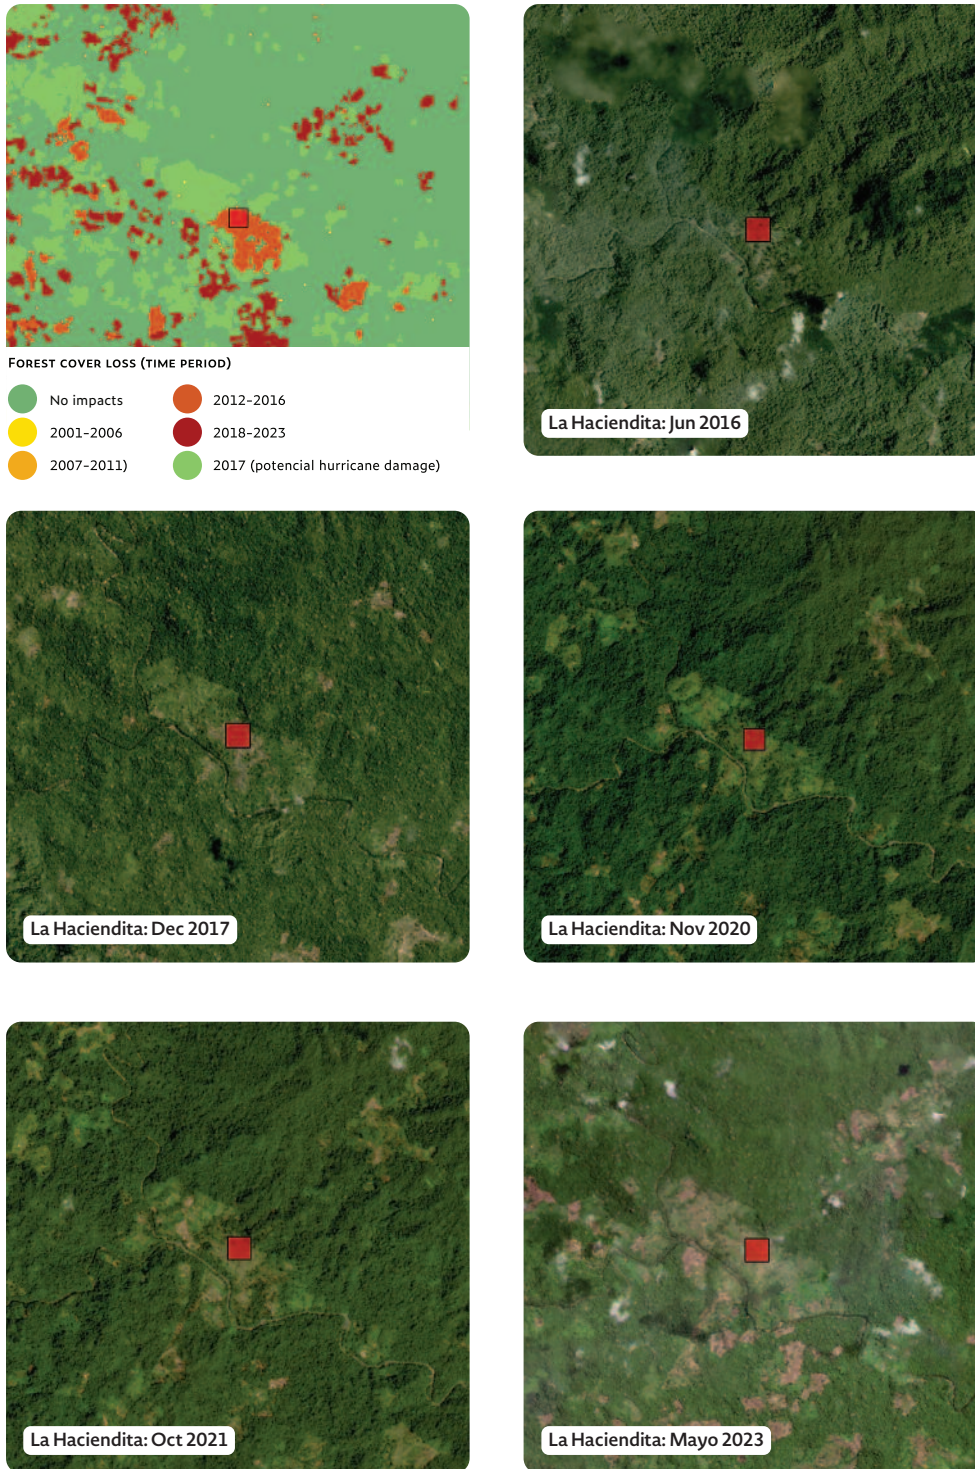 Forest cover loss (time period)
No impacts
2001-2006
2007-2011)
2012-2016
2018-2023
2017 (potencial hurricane damage)
La Haciendita: Jun 2016
La Haciendita: Dec 2017
La Haciendita: Nov 2020
La Haciendita: Oct 2021
La Haciendita: Mayo 2023